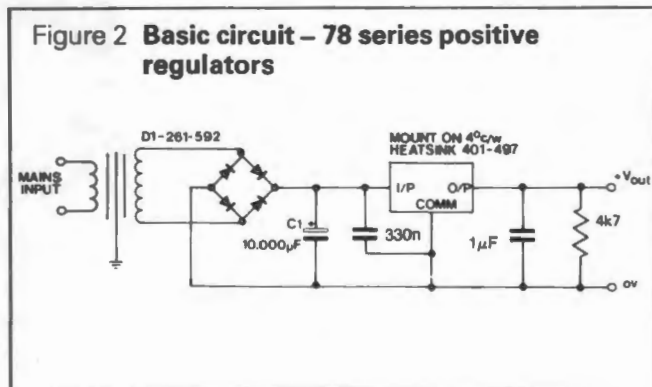 Figure 2 Basic circuit – 78 series positive
regulators
D1-261-592
MAINS
INPUT
MOUNT ON 4°c/w
HEATSINK 401-497
I/P O/P
COMM
C1 +
10.000µF
330n
1µF
4k7
+Vout
ov